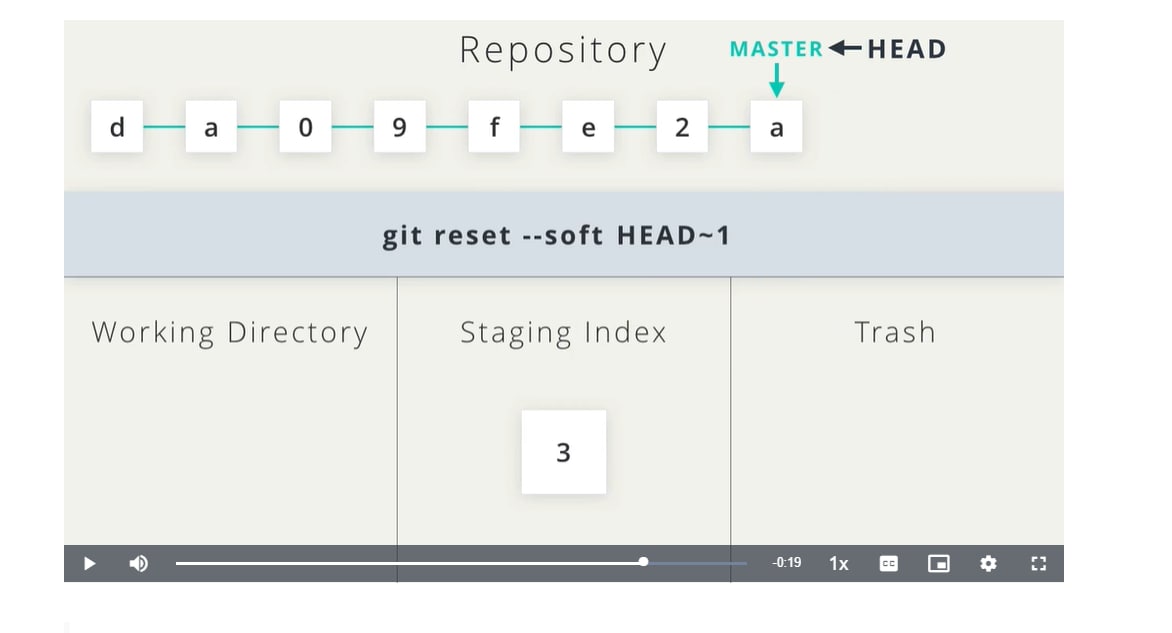 Repository
MASTER ← HEAD
d a 0 9 f e 2 a
git reset --soft HEAD~1
Working Directory
Staging Index
Trash
3
-0:19 1x CC